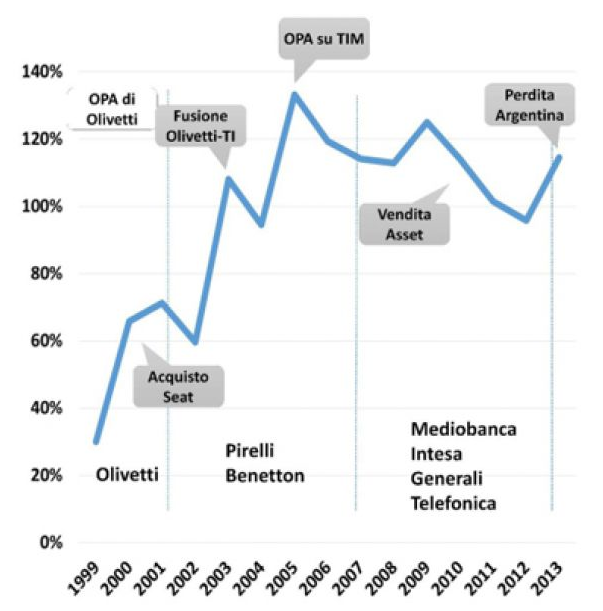 OPA su TIM
140%
OPA di
Olivetti
Fusione
Olivetti-TI
Perdita
Argentina
120%
100%
Vendita
Asset
80%
60%
Acquisto
Seat
40%
Olivetti
Pirelli
Benetton
Mediobanca
Intesa
Generali
Telefonica
20%
0%
1999
2000
2001
2002
2003
2004
2005
2006
2007
2008
2009
2010
2011
2012
2013